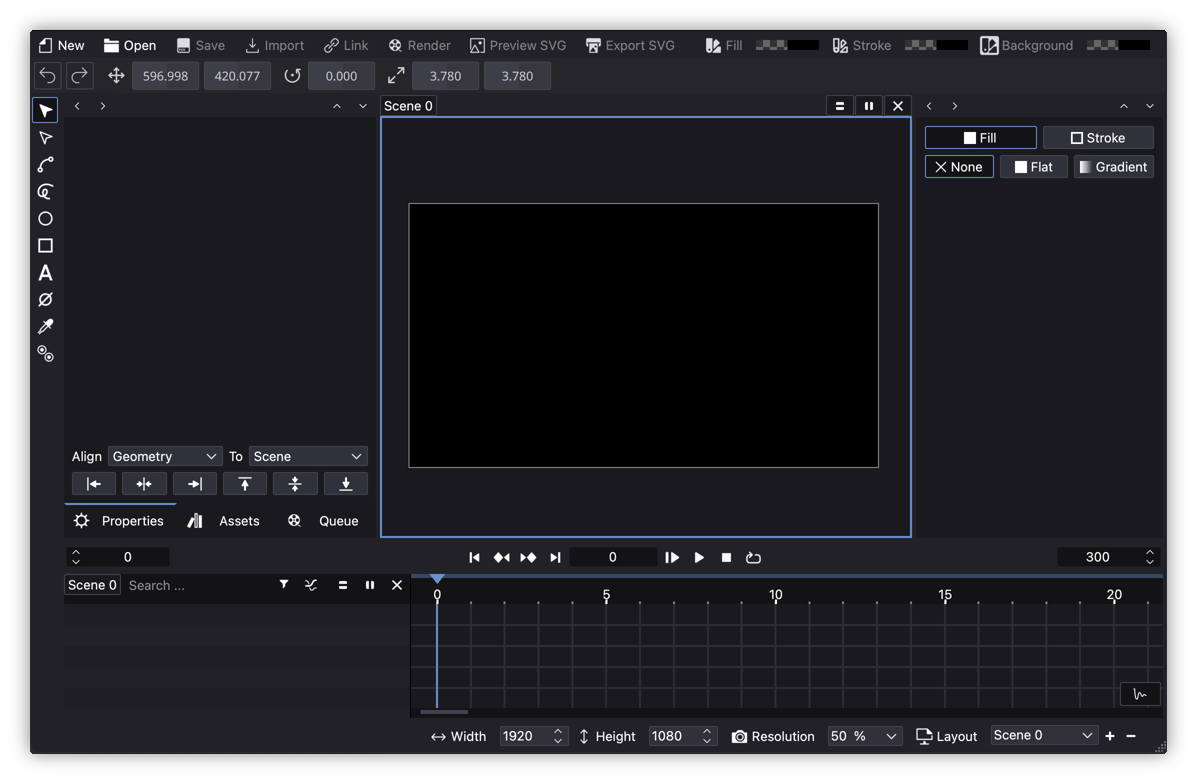 New Open Save Import Link Render Preview SVG Export SVG Fill Stroke Background
596.998 420.077 0.000 3.780 3.780
Scene 0
Fill Stroke
None Flat Gradient
Align Geometry To Scene
Properties Assets Queue
0 0 300
Scene 0 Search ...
0 5 10 15 20
Width 1920 Height 1080 Resolution 50 % Layout Scene 0